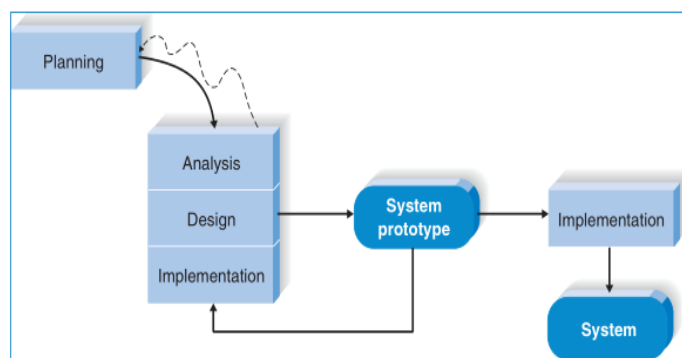 Planning
Analysis
Design
Implementation
System
prototype
Implementation
System